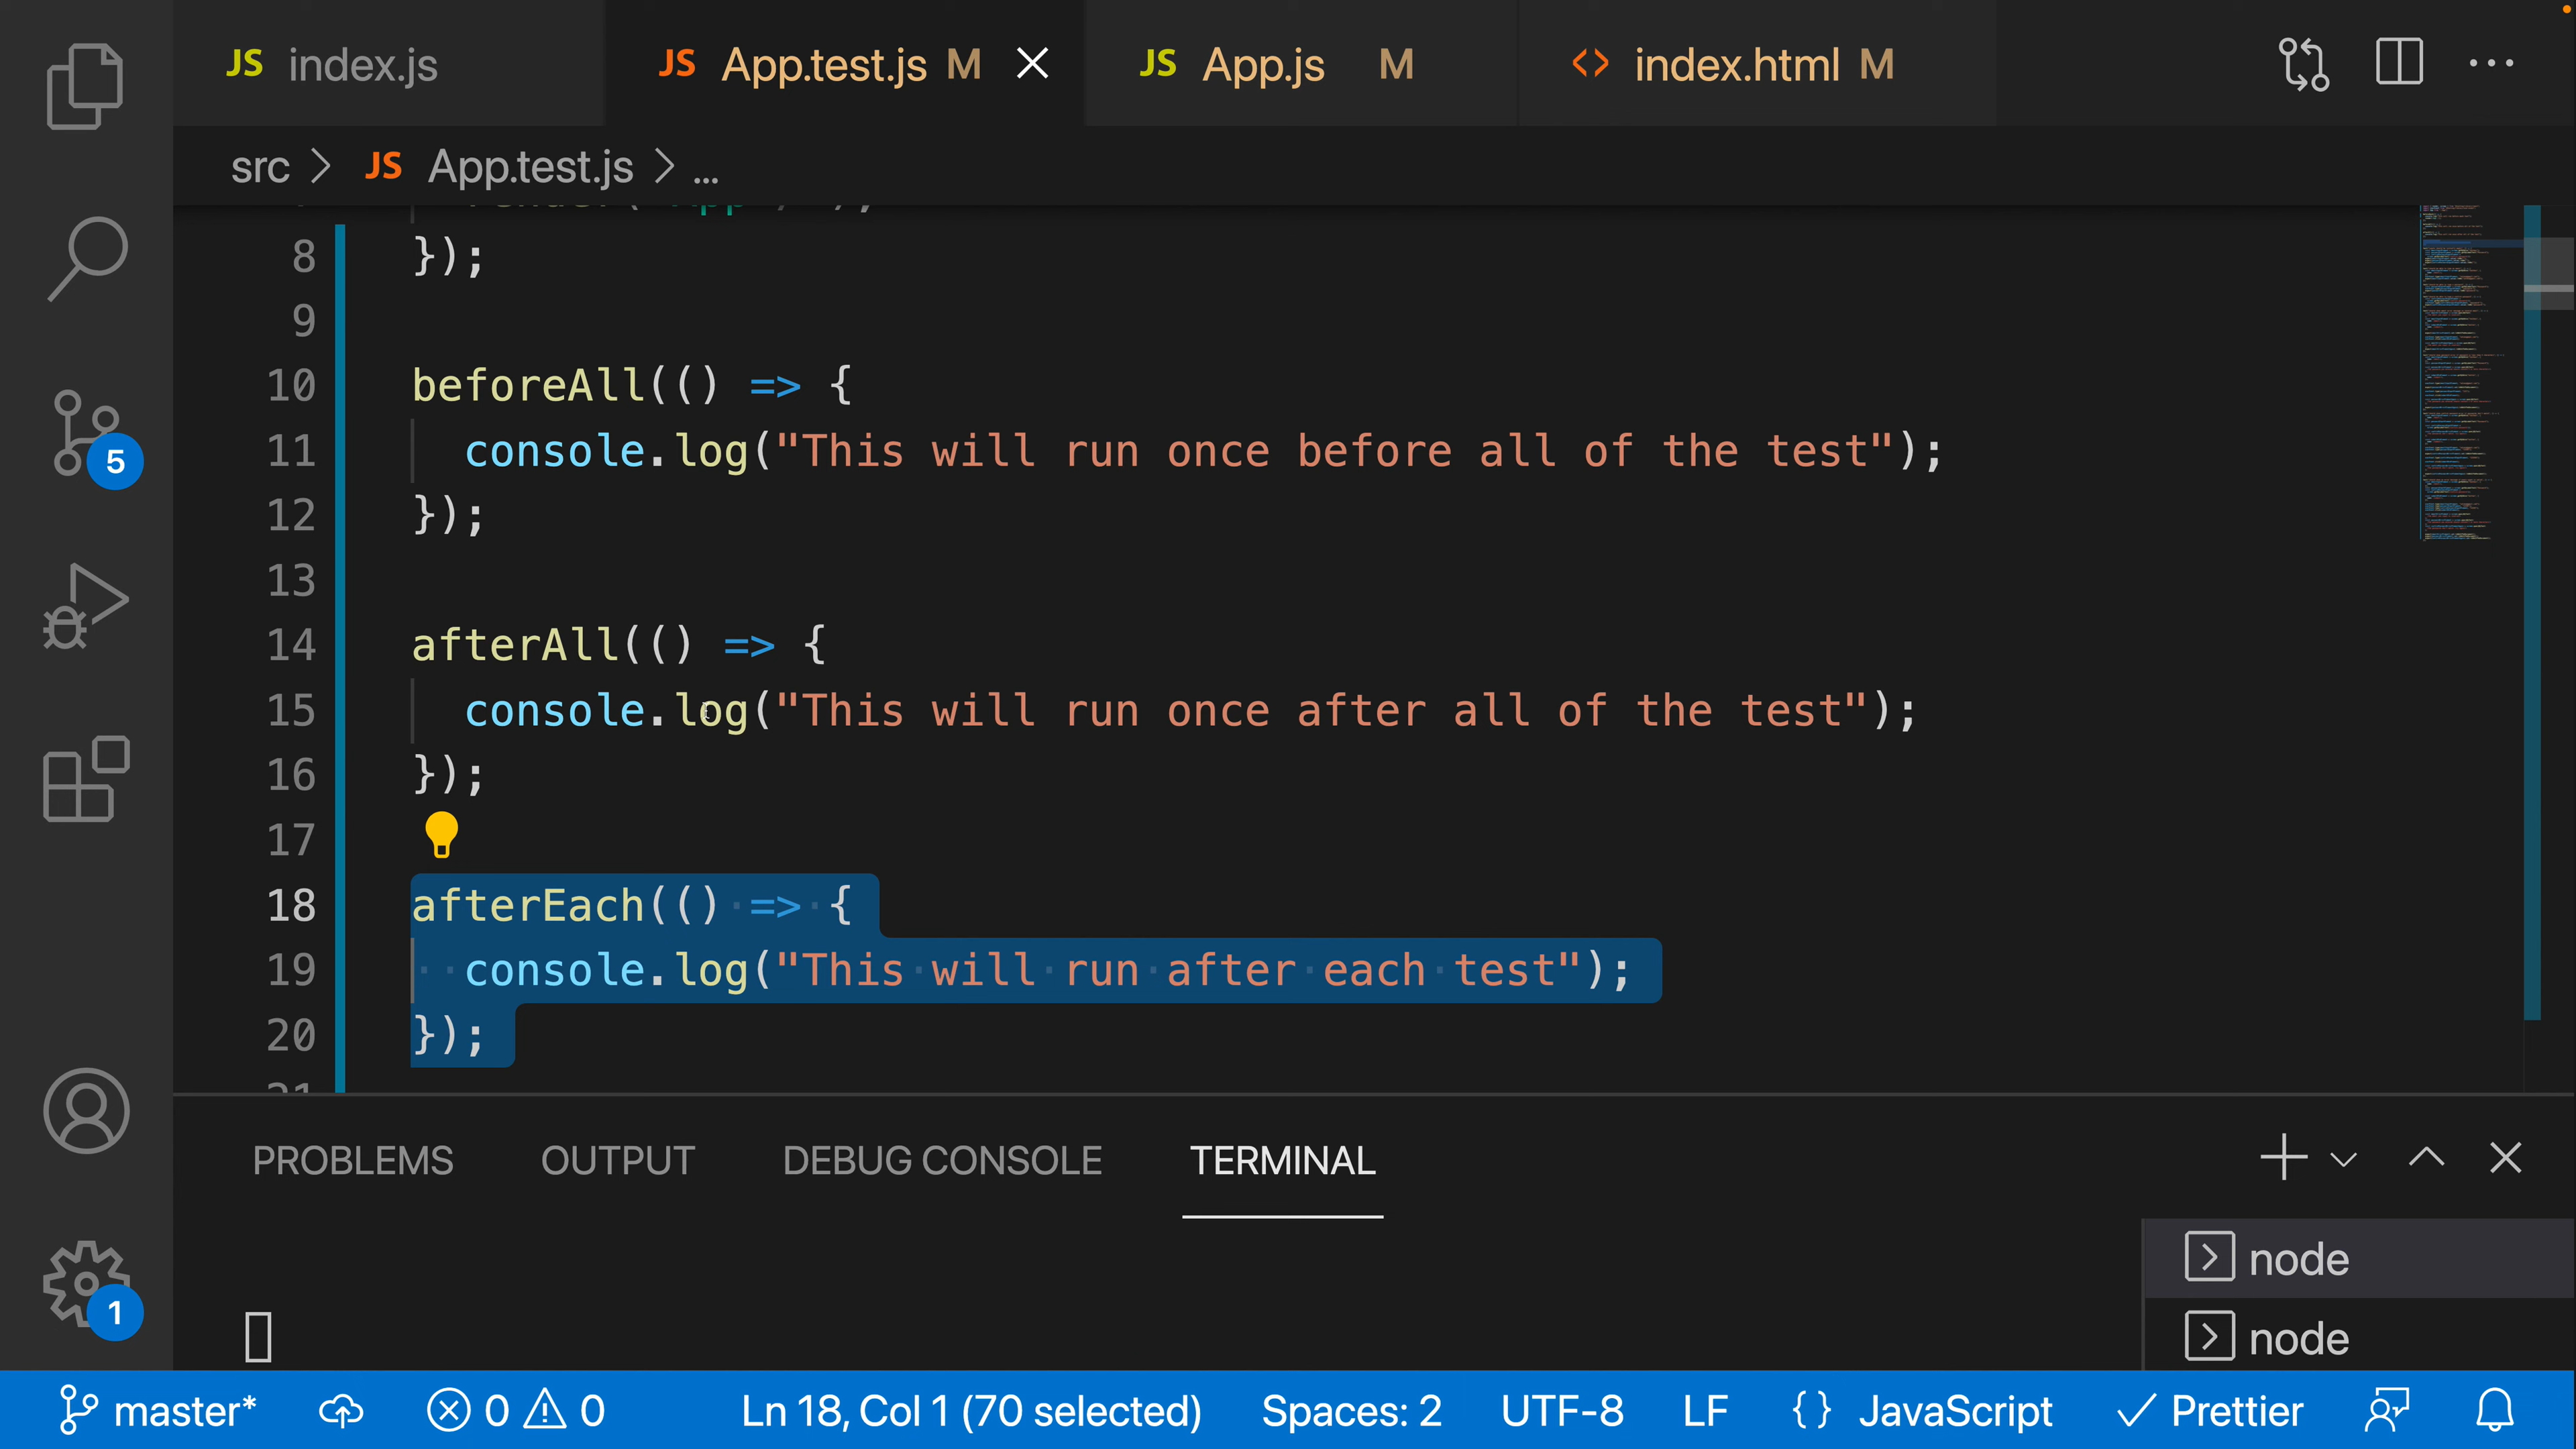 JS index.js
JS App.test.js M
JS App.js M
<> index.html M
src > JS App.test.js > ...
8 });
9
10 beforeAll(() => {
11 console.log("This will run once before all of the test");
12 });
13
14 afterAll(() => {
15 console.log("This will run once after all of the test");
16 });
17
18 afterEach(() => {
19 console.log("This will run after each test");
20 });
5
1
PROBLEMS OUTPUT DEBUG CONSOLE TERMINAL
node
node
master* 0 0 Ln 18, Col 1 (70 selected) Spaces: 2 UTF-8 LF {} JavaScript Prettier